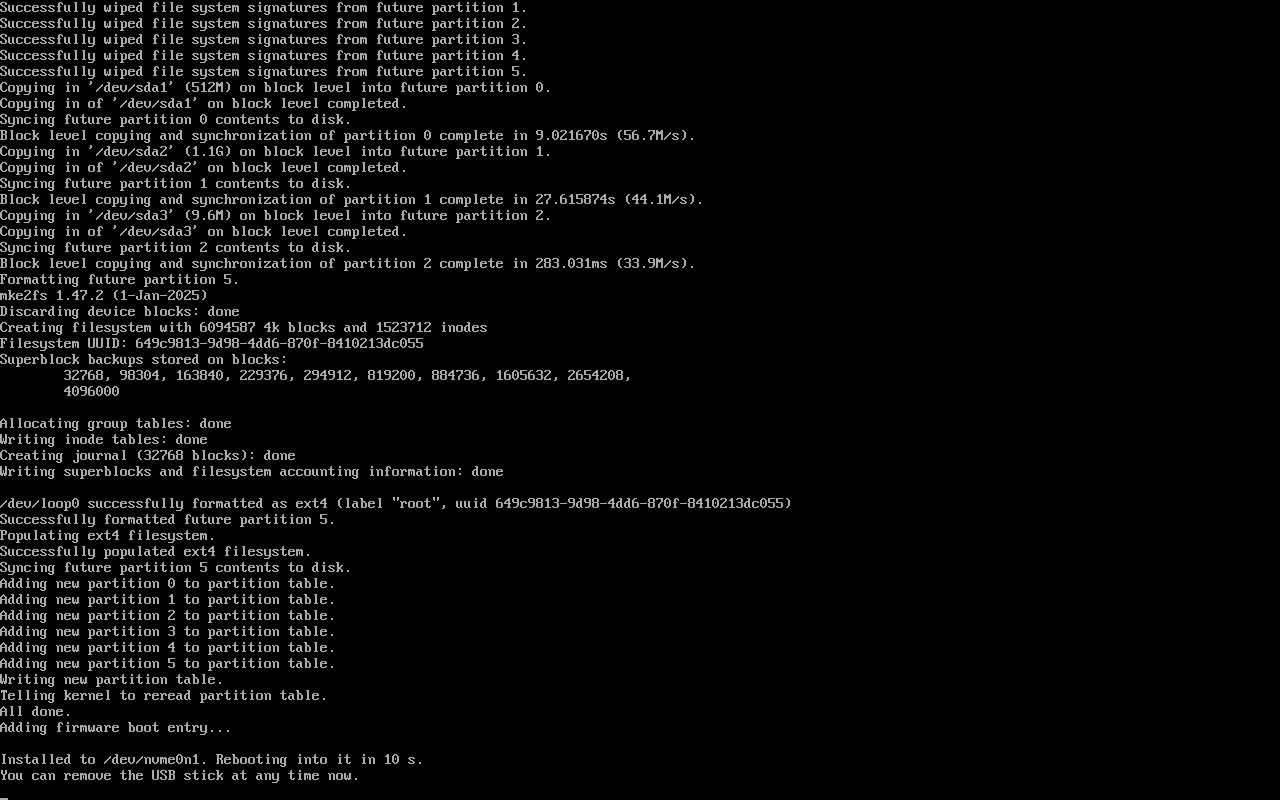 Successfully wiped file system signatures from future partition 1.
Successfully wiped file system signatures from future partition 2.
Successfully wiped file system signatures from future partition 3.
Successfully wiped file system signatures from future partition 4.
Successfully wiped file system signatures from future partition 5.
Copying in '/dev/sda1' (512M) on block level into future partition 0.
Copying in of '/dev/sda1' on block level completed.
Syncing future partition 0 contents to disk.
Block level copying and synchronization of partition 0 complete in 9.021670s (56.7M/s).
Copying in '/dev/sda2' (1.1G) on block level into future partition 1.
Copying in of '/dev/sda2' on block level completed.
Syncing future partition 1 contents to disk.
Block level copying and synchronization of partition 1 complete in 27.615874s (44.1M/s).
Copying in '/dev/sda3' (9.6M) on block level into future partition 2.
Copying in of '/dev/sda3' on block level completed.
Syncing future partition 2 contents to disk.
Block level copying and synchronization of partition 2 complete in 283.031ms (33.9M/s).
Formatting future partition 5.
mke2fs 1.47.2 (1-Jan-2025)
Discarding device blocks: done
Creating filesystem with 6094587 4k blocks and 1523712 inodes
Filesystem UUID: 649c9813-9d98-4dd6-870f-8410213dc055
Superblock backups stored on blocks:
        32768, 98304, 163840, 229376, 294912, 819200, 884736, 1605632, 2654208,
        4096000

Allocating group tables: done
Writing inode tables: done
Creating journal (32768 blocks): done
Writing superblocks and filesystem accounting information: done

/dev/loop0 successfully formatted as ext4 (label "root", uuid 649c9813-9d98-4dd6-870f-8410213dc055)
Successfully formatted future partition 5.
Populating ext4 filesystem.
Successfully populated ext4 filesystem.
Syncing future partition 5 contents to disk.
Adding new partition 0 to partition table.
Adding new partition 1 to partition table.
Adding new partition 2 to partition table.
Adding new partition 3 to partition table.
Adding new partition 4 to partition table.
Adding new partition 5 to partition table.
Writing new partition table.
Telling kernel to reread partition table.
All done.
Adding firmware boot entry...

Installed to /dev/nvme0n1. Rebooting into it in 10 s.
You can remove the USB stick at any time now.